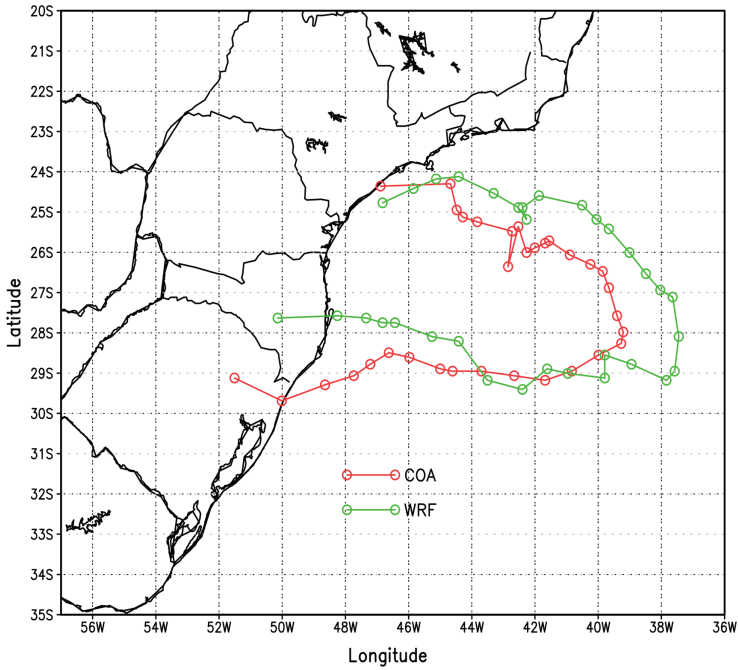 20S
21S
22S
23S
24S
25S
26S
27S
28S
29S
30S
31S
32S
33S
34S
35S
Latitude
COA
WRF
56W 54W 52W 50W 48W 46W 44W 42W 40W 38W 36W
Longitude